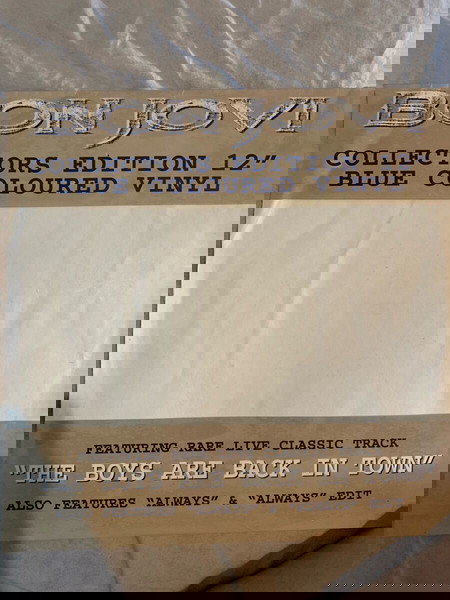 BON JOVI
COLLECTORS EDITION 12"
BLUE COLOURED VINYL
FEATURING RARE LIVE CLASSIC TRACK
"THE BOYS ARE BACK IN TOWN"
ALSO FEATURES "ALWAYS" & "ALWAYS" EDIT